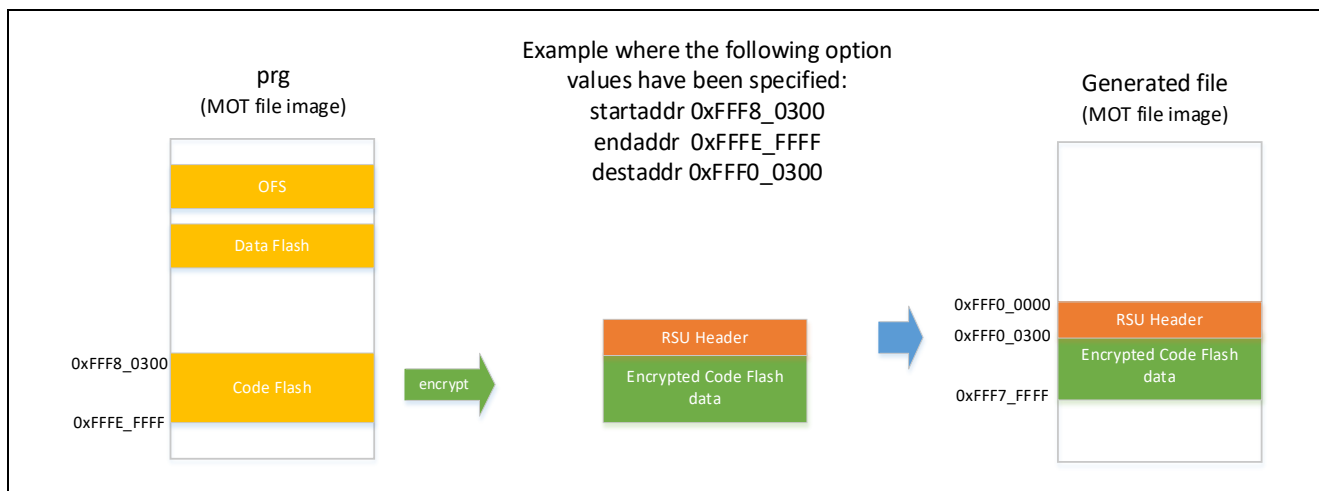 prg
(MOT file image)
OFS
Data Flash
0xFFF8_0300
Code Flash
0xFFFE_FFFF
encrypt
Example where the following option
values have been specified:
startaddr 0xFFF8_0300
endaddr 0xFFFE_FFFF
destaddr 0xFFF0_0300
RSU Header
Encrypted Code Flash
data
Generated file
(MOT file image)
0xFFF0_0000
RSU Header
0xFFF0_0300
Encrypted Code Flash
data
0xFFF7_FFFF